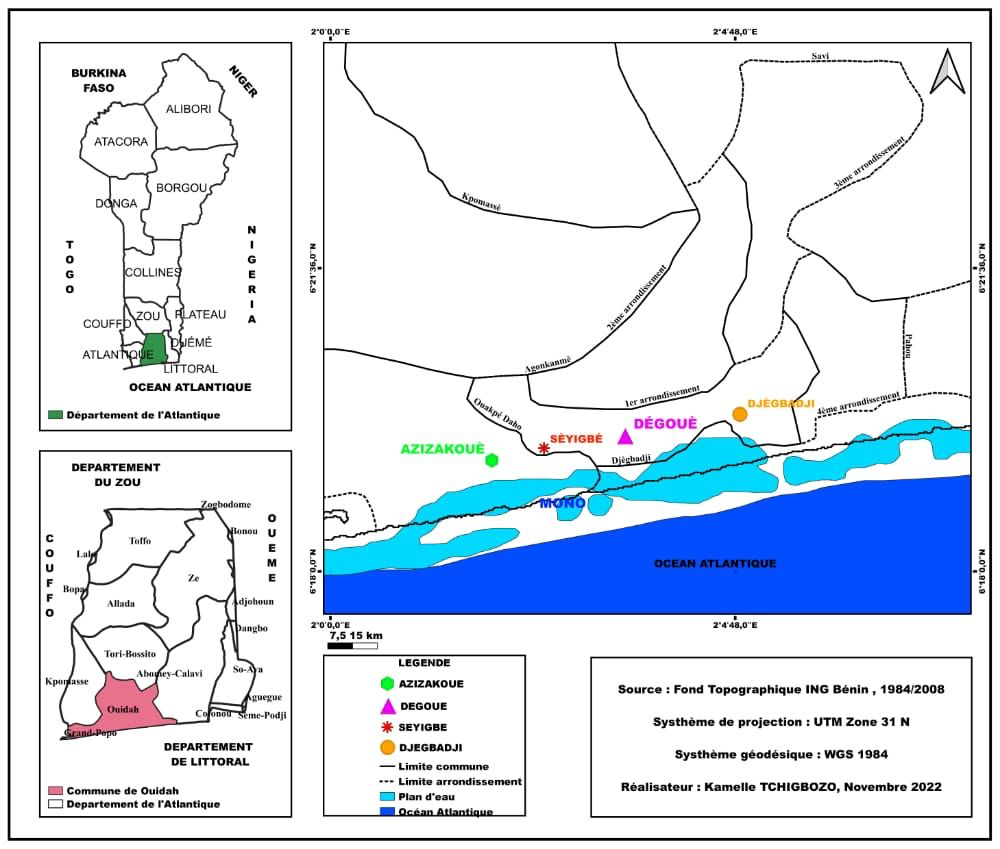 BURKINA
FASO
NIGER
ALIBORI
ATACORA
BORGOU
DONGA
TOGO
NIGERIA
COLLINES
ZOU
PLATEAU
COUFFO
OUÉMÉ
ATLANTIQUE
LITTORAL
OCEAN ATLANTIQUE
Département de l'Atlantique
DEPARTEMENT
DU ZOU
Zogbodome
COUFFO
OUEME
Toffo
Bonou
Lalo
Ze
Bopa
Allada
Adjohoun
Dangbo
Tori-Bossito
Abomey-Calavi
So-Ava
Kpomasse
Aguegue
Ouidah
Cotonou
Seme-Podji
Grand-Popo
DEPARTEMENT
DE LITTORAL
Commune de Ouidah
Departement de l'Atlantique
2°0'0,0"E
2°4'48,0"E
Savi
3ème arrondissement
Kpomassé
6°21'36,0"N
6°21'36,0"N
2ème arrondissement
Pahou
Agonkanmè
1er arrondissement
4ème arrondissement
Ouakpé Daho
DJÈGBADJI
DÉGOUÈ
SÈYIGBÉ
AZIZAKOUÈ
Djègbadji
MONO
OCEAN ATLANTIQUE
6°18'0,0"N
6°18'0,0"N
2°0'0,0"E
2°4'48,0"E
7,5 15 km
LEGENDE
AZIZAKOUE
DEGOUE
SEYIGBE
DJEGBADJI
Limite commune
Limite arrondissement
Plan d'eau
Océan Atlantique
Source : Fond Topographique ING Bénin , 1984/2008
Systhème de projection : UTM Zone 31 N
Systhème géodésique : WGS 1984
Réalisateur : Kamelle TCHIGBOZO, Novembre 2022